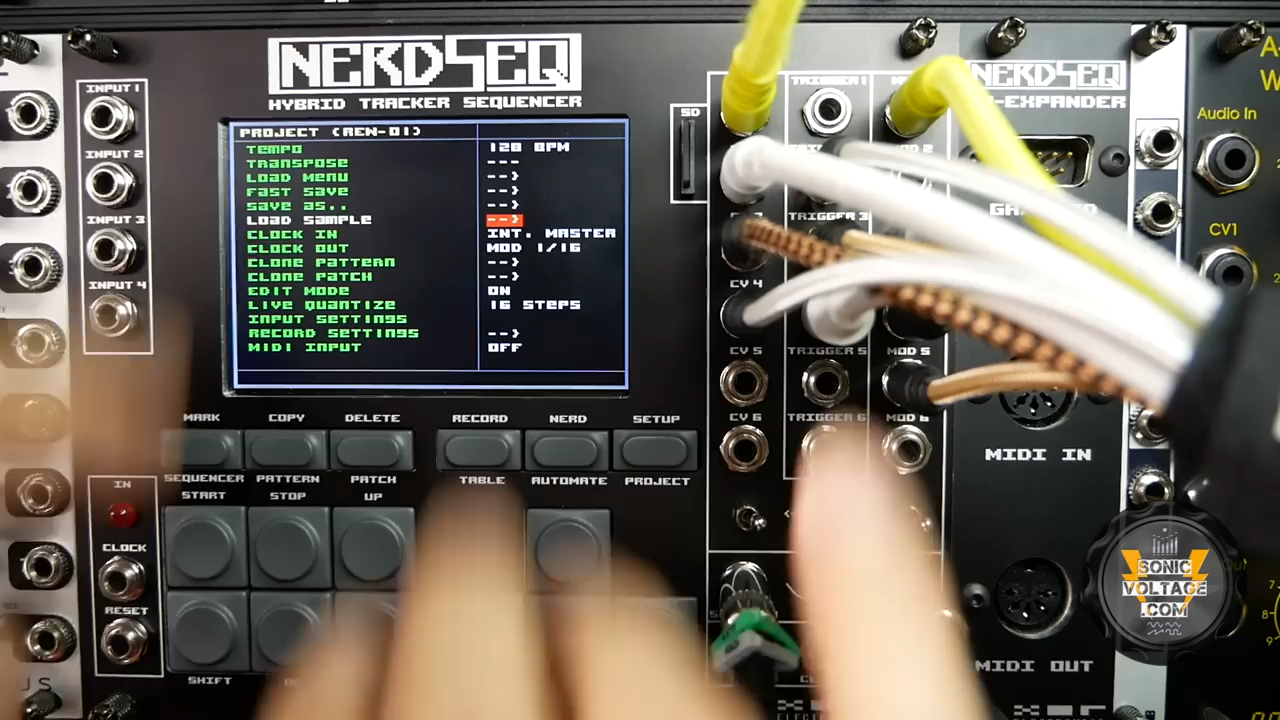 NERDSEQ
HYBRID TRACKER SEQUENCER
INPUT 1
INPUT 2
INPUT 3
INPUT 4
PROJECT (REW-01)
TEMPO 120 BPM
TRANSPOSE ---
LOAD MENU -->
FAST SAVE -->
SAVE AS.. -->
LOAD SAMPLE -->
CLOCK IN INT. MASTER
CLOCK OUT MOD 1/16
CLONE PATTERN -->
CLONE PATCH -->
EDIT MODE ON
LIVE QUANTIZE 16 STEPS
INPUT SETTINGS
RECORD SETTINGS -->
MIDI INPUT OFF
MARK
COPY
DELETE
RECORD
NERD
SETUP
SEQUENCER
PATTERN
PATCH
TABLE
AUTOMATE
PROJECT
START
STOP
UP
SHIFT
IN
CLOCK
RESET
SD
TRIGGER 1
MOD 2
TRIGGER 3
CV 4
CV 5
TRIGGER 5
MOD 5
CV 6
TRIGGER 6
MOD 6
NERDSEQ
-EXPANDER
MIDI IN
MIDI OUT
Audio In
CV1
SONIC
VOLTAGE
.COM